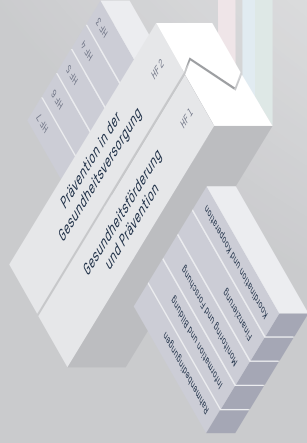 HF 7
HF 6
HF 5
HF 4
HF 3
HF 2
Prävention in der
Gesundheitsversorgung
HF 1
Gesundheitsförderung
und Prävention
Koordination und Kooperation
Finanzierung
Monitoring und Forschung
Information und Bildung
Rahmenbedingungen